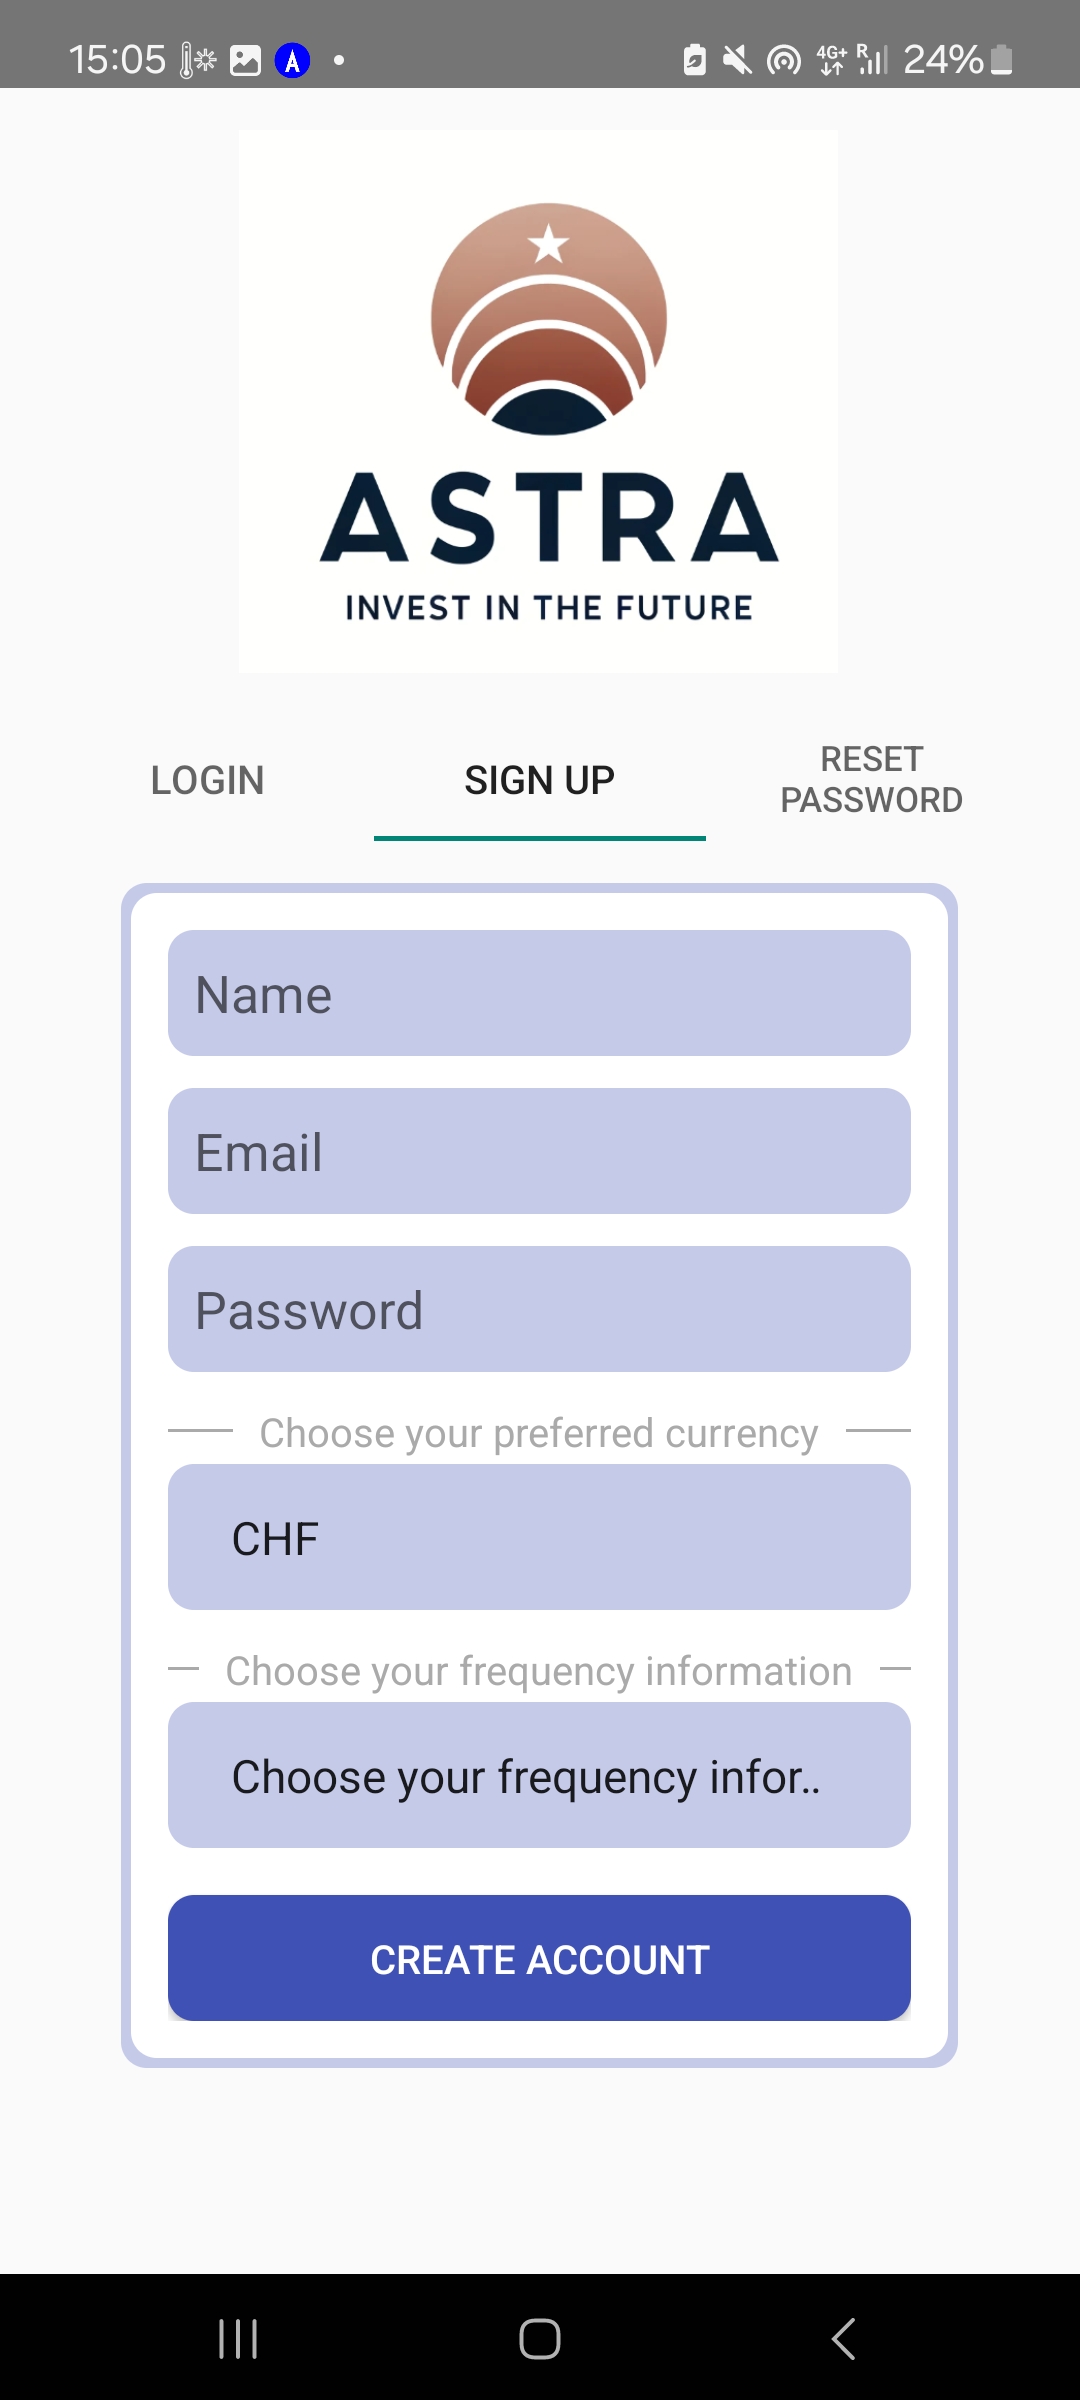 15:05
4G+ R 24%
ASTRA
INVEST IN THE FUTURE
LOGIN
SIGN UP
RESET
PASSWORD
Name
Email
Password
Choose your preferred currency
CHF
Choose your frequency information
Choose your frequency infor..
CREATE ACCOUNT